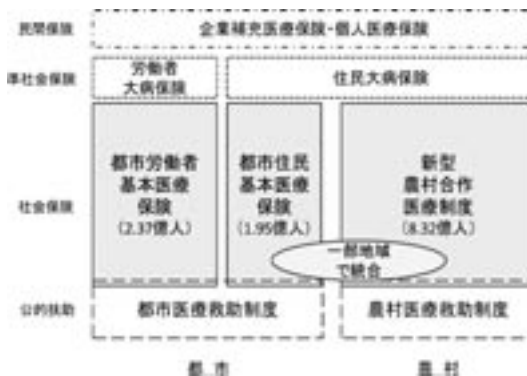 民間保険
企業補充医療保険・個人医療保険
準社会保険
労働者
大病保険
住民大病保険
社会保険
都市労働者
基本医療
保険
(2.37億人)
都市住民
基本医療
保険
(1.95億人)
新型
農村合作
医療制度
(8.32億人)
一部地域
で統合
公的扶助
都市医療救助制度
農村医療救助制度
都市
農村